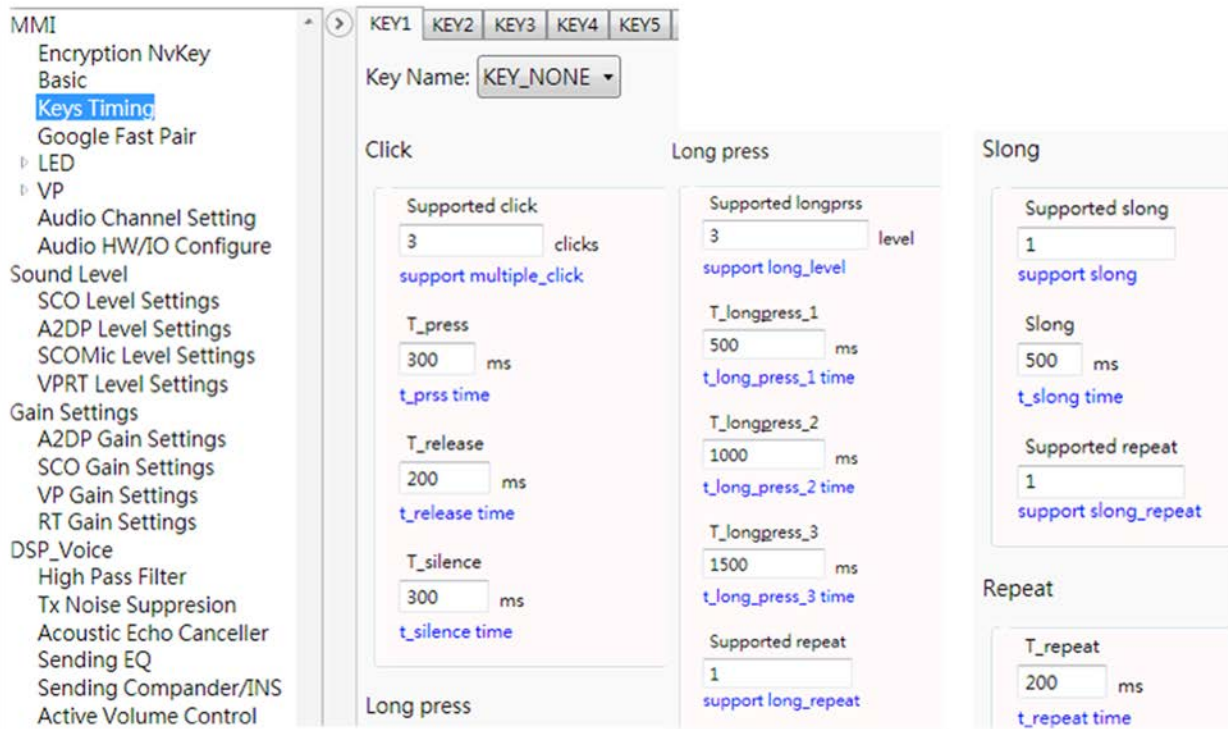 MMI
Encryption NvKey
Basic
Keys Timing
Google Fast Pair
LED
VP
Audio Channel Setting
Audio HW/IO Configure
Sound Level
SCO Level Settings
A2DP Level Settings
SCOMic Level Settings
VPRT Level Settings
Gain Settings
A2DP Gain Settings
SCO Gain Settings
VP Gain Settings
RT Gain Settings
DSP_Voice
High Pass Filter
Tx Noise Suppresion
Acoustic Echo Canceller
Sending EQ
Sending Compander/INS
Active Volume Control
KEY1 KEY2 KEY3 KEY4 KEY5
Key Name: KEY_NONE
Click
Supported click
3 clicks
support multiple_click
T_press
300 ms
t_prss time
T_release
200 ms
t_release time
T_silence
300 ms
t_silence time
Long press
Long press
Supported longprss
3 level
support long_level
T_longpress_1
500 ms
t_long_press_1 time
T_longpress_2
1000 ms
t_long_press_2 time
T_longpress_3
1500 ms
t_long_press_3 time
Supported repeat
1
support long_repeat
Slong
Supported slong
1
support slong
Slong
500 ms
t_slong time
Supported repeat
1
support slong_repeat
Repeat
T_repeat
200 ms
t_repeat time